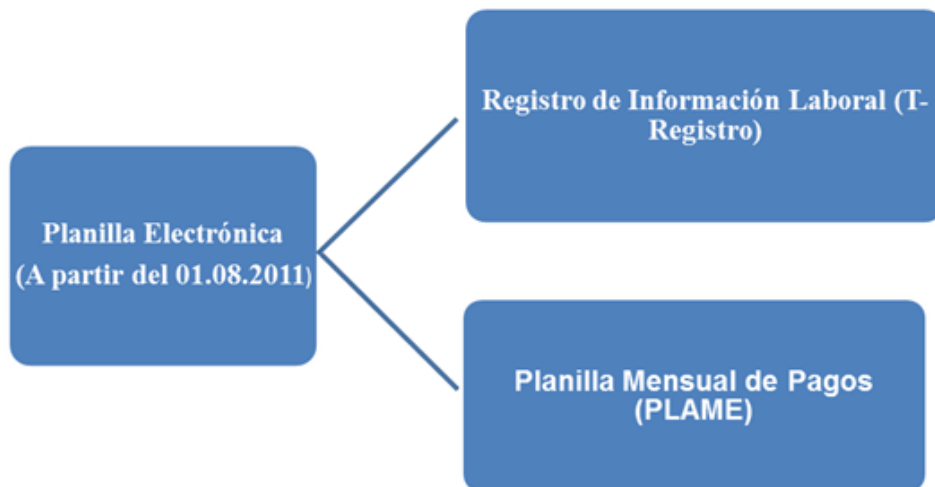 Registro de Información Laboral (T-
Registro)
Planilla Electrónica
(A partir del 01.08.2011)
Planilla Mensual de Pagos
(PLAME)